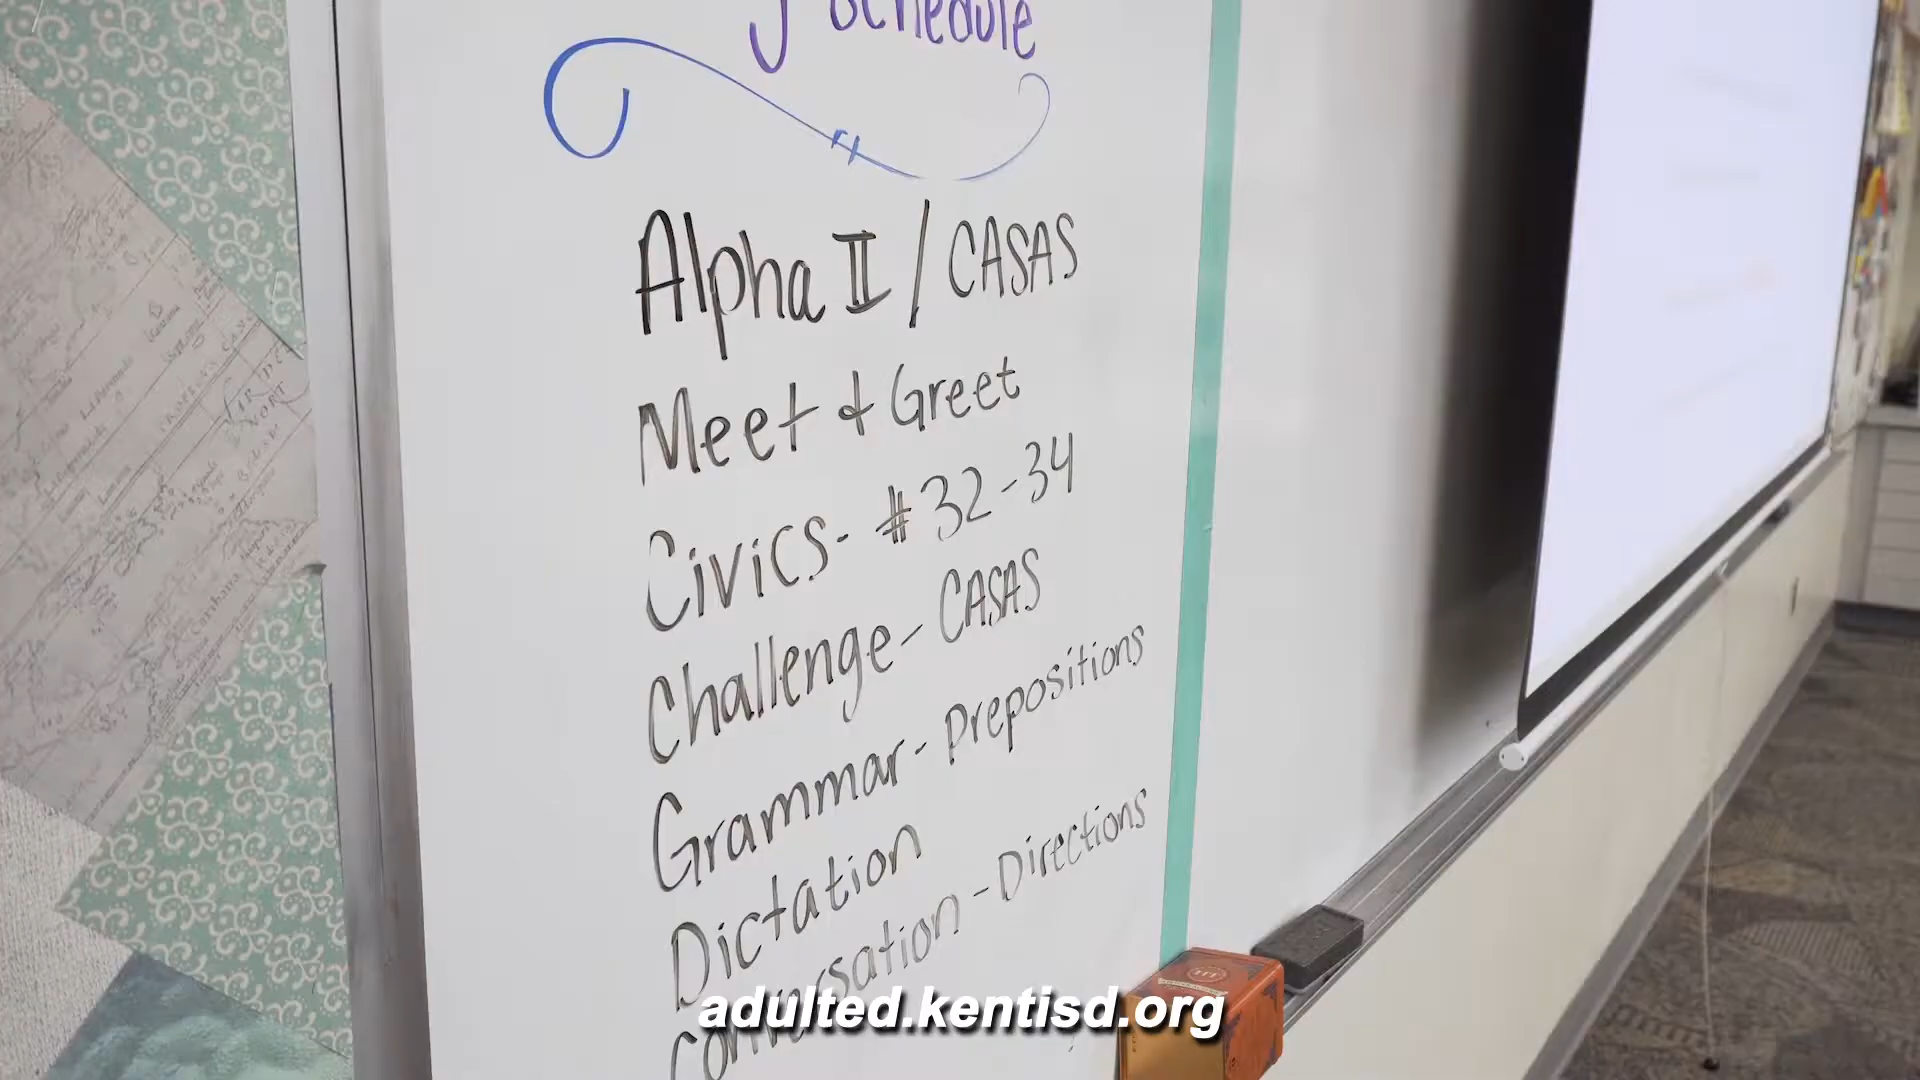 Schedule
Alpha II / CASAS
Meet & Greet
Civics- #32-34
Challenge- CASAS
Grammar- Prepositions
Dictation
Conversation - Directions
adulted.kentisd.org